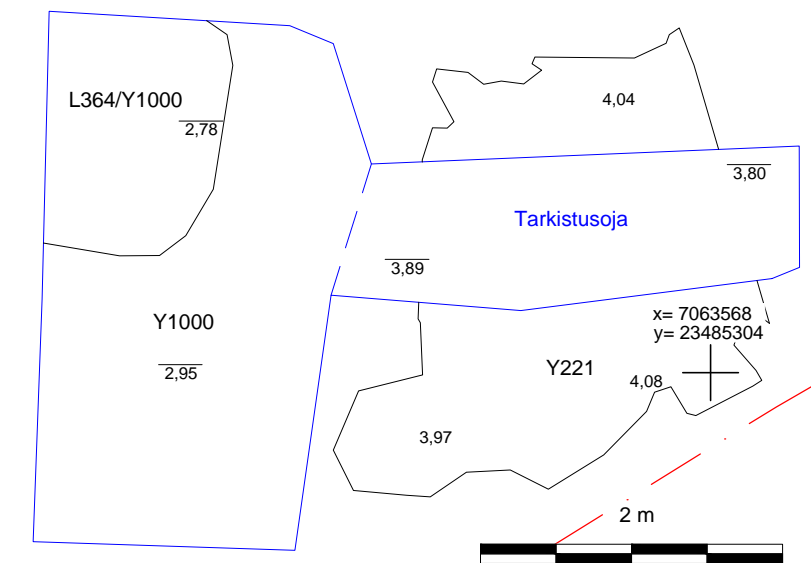 L364/Y1000
2,78
4,04
3,80
Tarkistusoja
3,89
x= 7063568
y= 23485304
Y1000
2,95
Y221
4,08
3,97
2 m